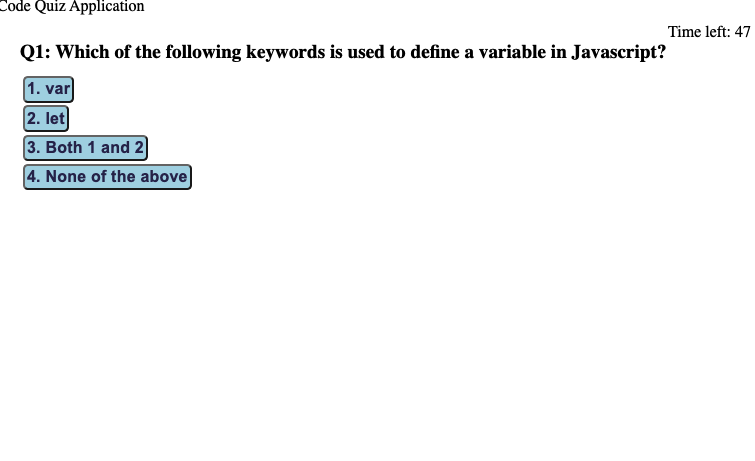 Code Quiz Application
Time left: 47
Q1: Which of the following keywords is used to define a variable in Javascript?
1. var
2. let
3. Both 1 and 2
4. None of the above